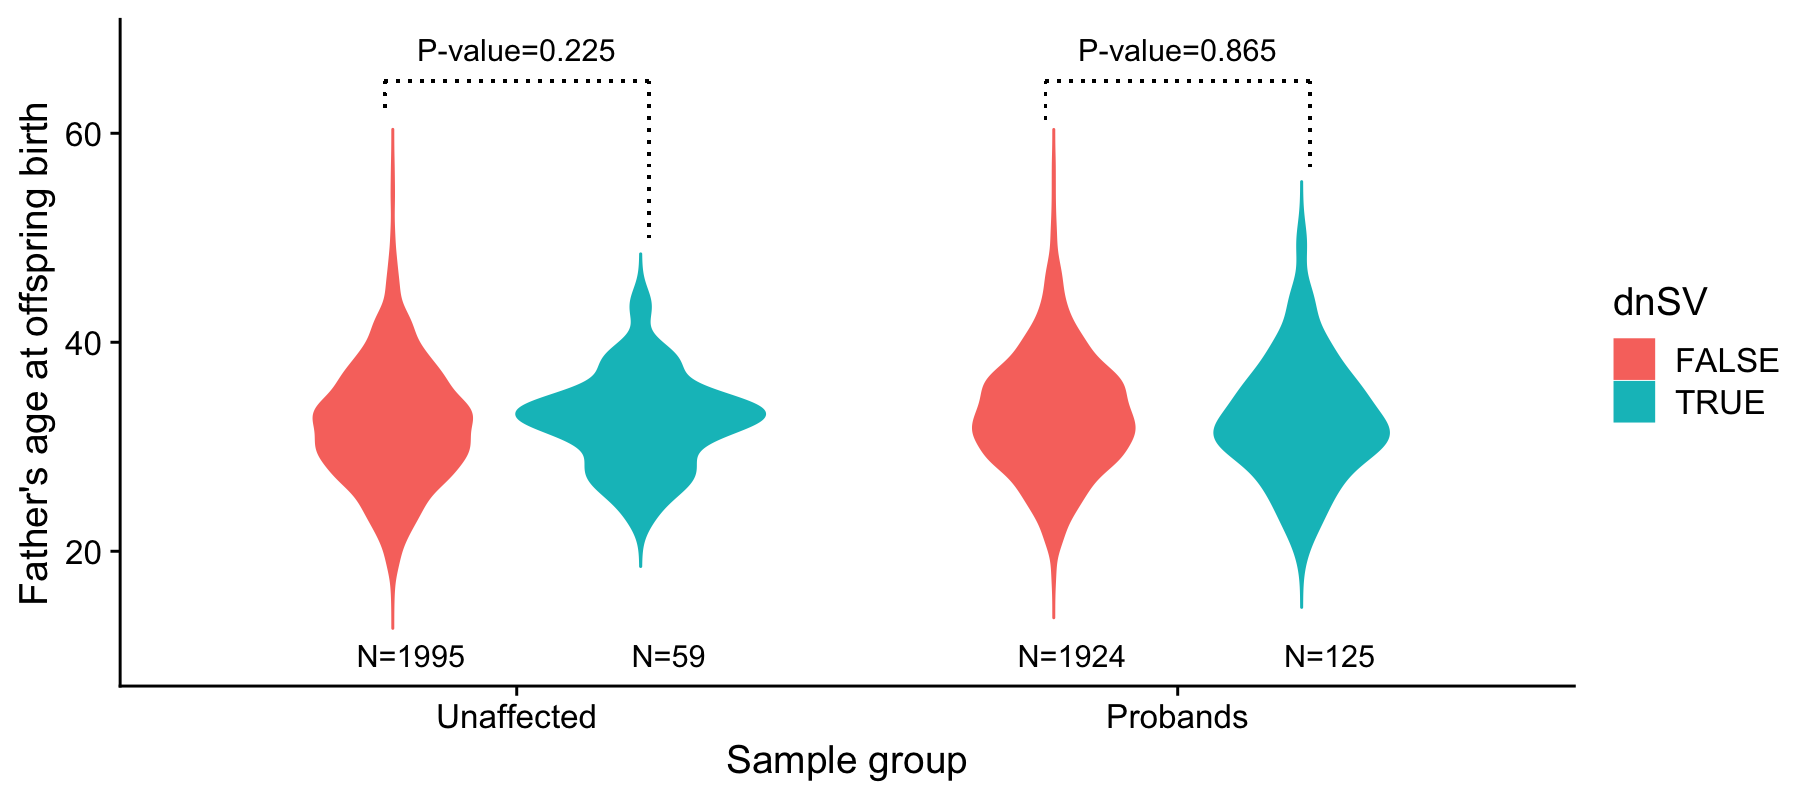 P-value=0.225
P-value=0.865
Father's age at offspring birth
60
40
20
N=1995
N=59
N=1924
N=125
Unaffected
Probands
Sample group
dnSV
FALSE
TRUE